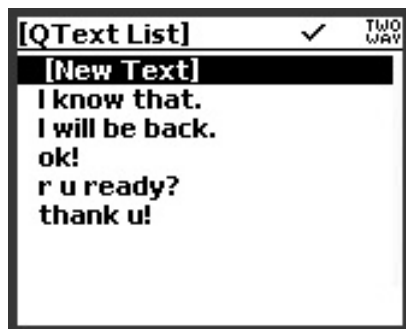 [QText List] ✓ TWO WAY
[New Text]
I know that.
I will be back.
ok!
r u ready?
thank u!